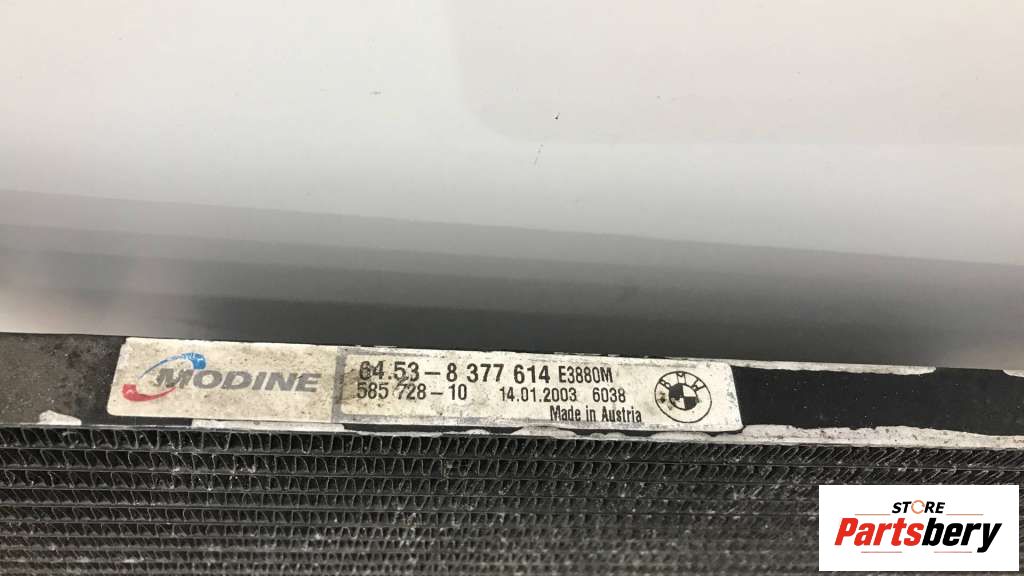 MODINE
64.53-8 377 614 E3880M
585 728-10 14.01.2003 6038
Made in Austria
BMW
STORE
Partsbery